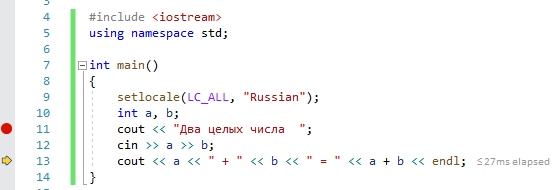 4 #include <iostream>
5 using namespace std;
6
7 int main()
8 {
9 setlocale(LC_ALL, "Russian");
10 int a, b;
11 cout << "Два целых числа  ";
12 cin >> a >> b;
13 cout << a << " + " << b << " = " << a + b << endl; ≤27ms elapsed
14 }